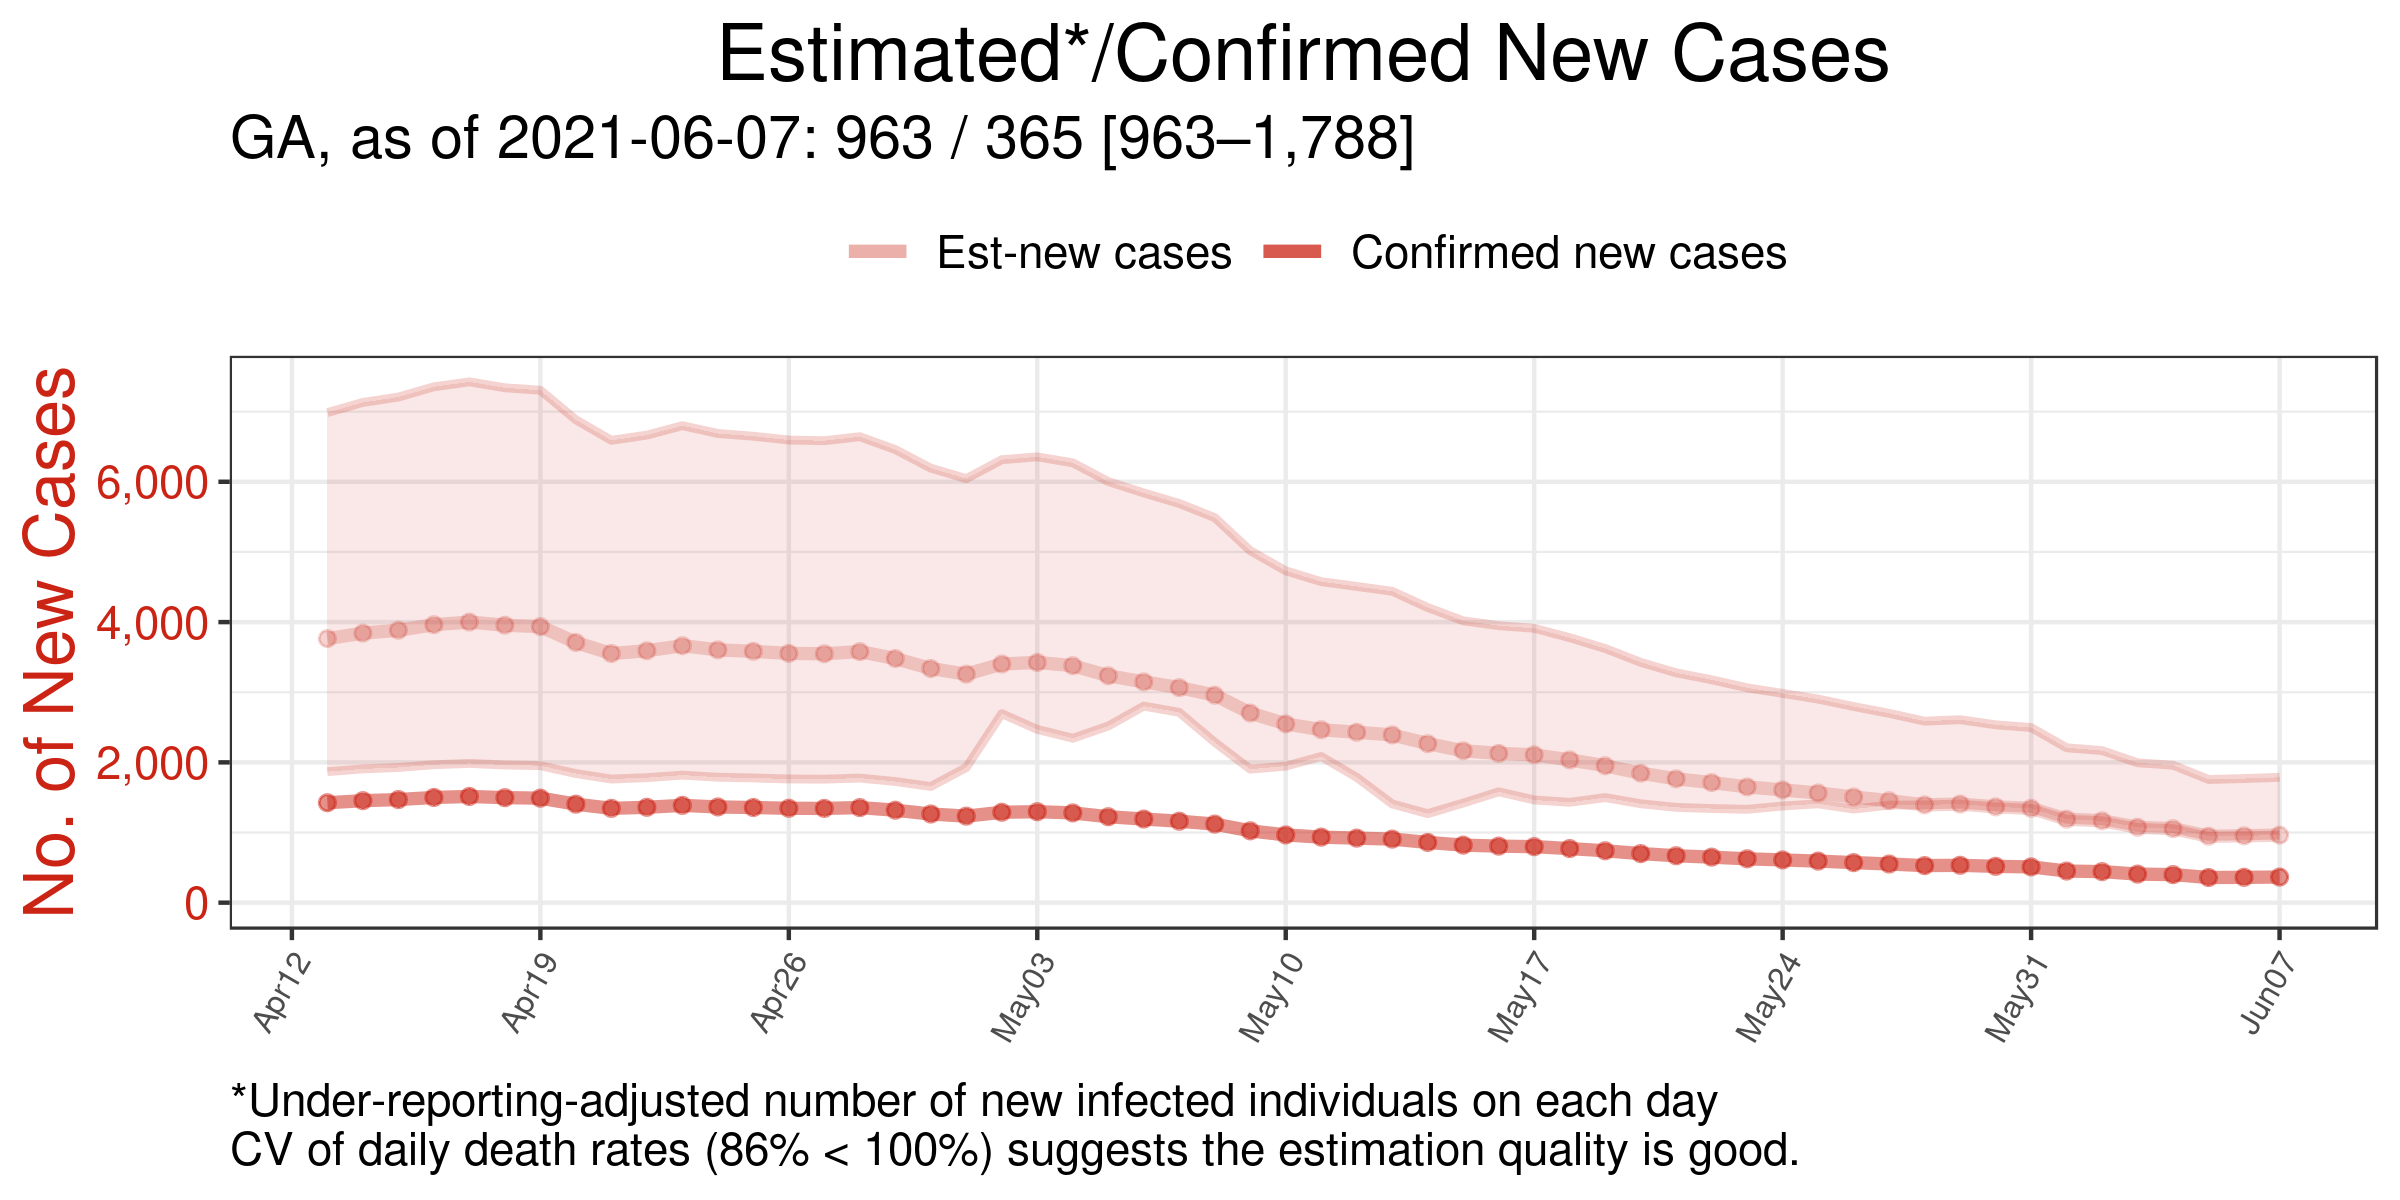 Estimated*/Confirmed New Cases
GA, as of 2021-06-07: 963 / 365 [963–1,788]
Est-new cases
Confirmed new cases
No. of New Cases
6,000
4,000
2,000
0
Apr12
Apr19
Apr26
May03
May10
May17
May24
May31
Jun07
*Under-reporting-adjusted number of new infected individuals on each day
CV of daily death rates (86% < 100%) suggests the estimation quality is good.